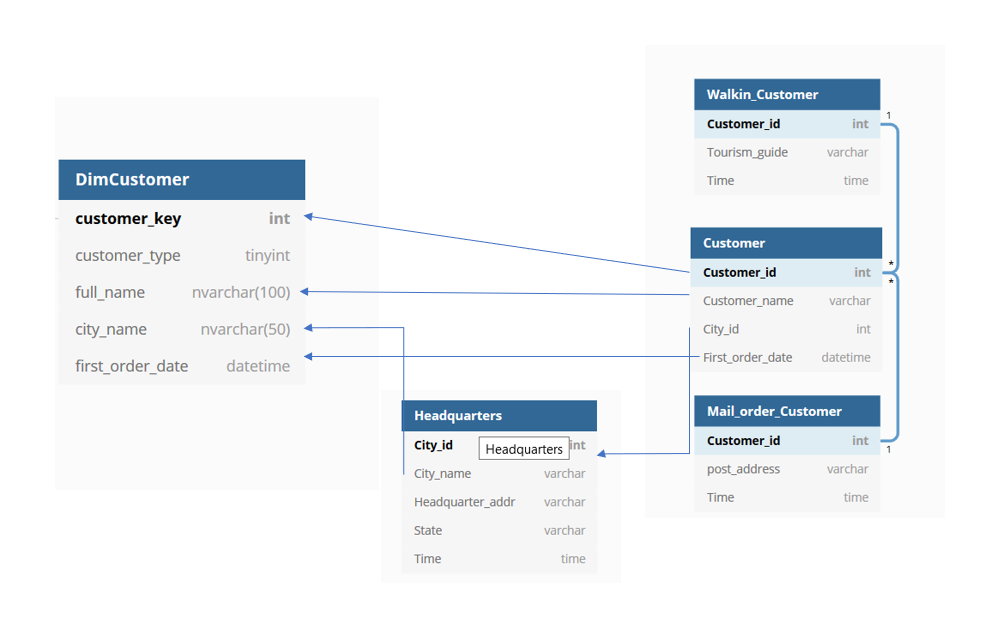 DimCustomer
customer_key int
customer_type tinyint
full_name nvarchar(100)
city_name nvarchar(50)
first_order_date datetime
Headquarters
City_id int
Headquarters
City_name varchar
Headquarter_addr varchar
State varchar
Time time
Walkin_Customer
Customer_id int
1
Tourism_guide varchar
Time time
Customer
*
Customer_id int
*
Customer_name varchar
City_id int
First_order_date datetime
Mail_order_Customer
Customer_id int
1
post_address varchar
Time time